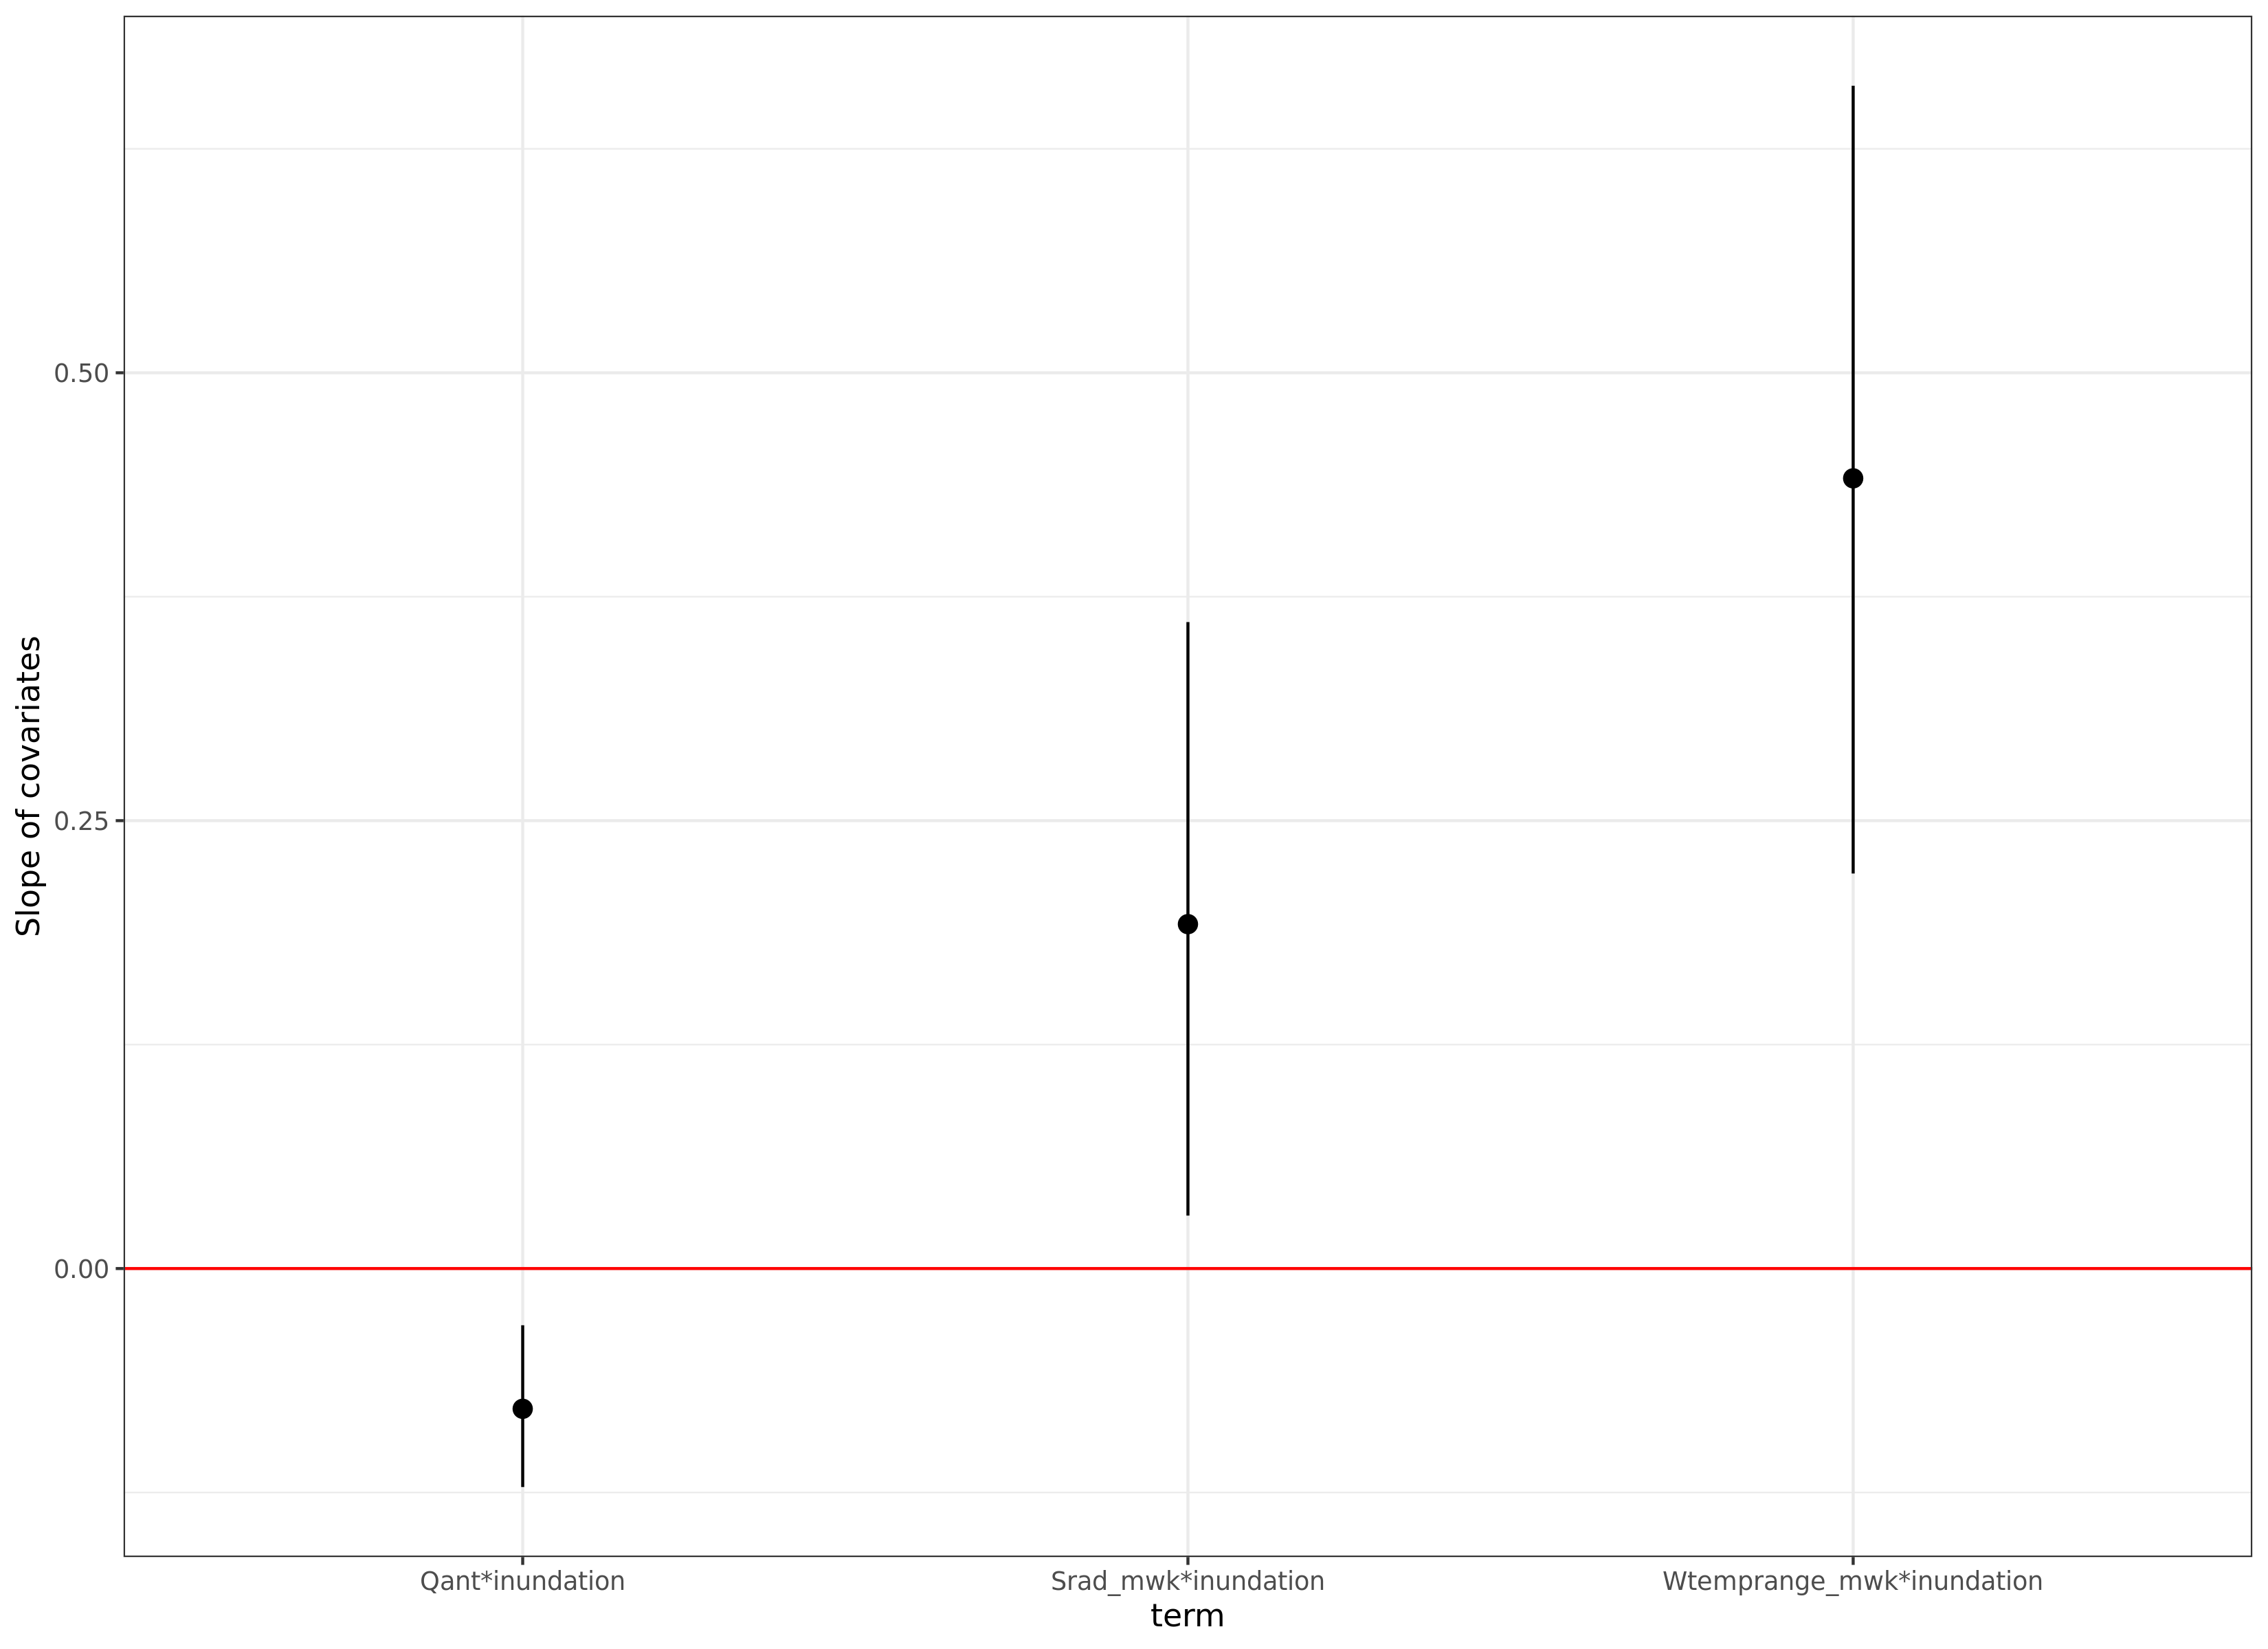 Slope of covariates
0.50
0.25
0.00
Qant*inundation
Srad_mwk*inundation
Wtemprange_mwk*inundation
term